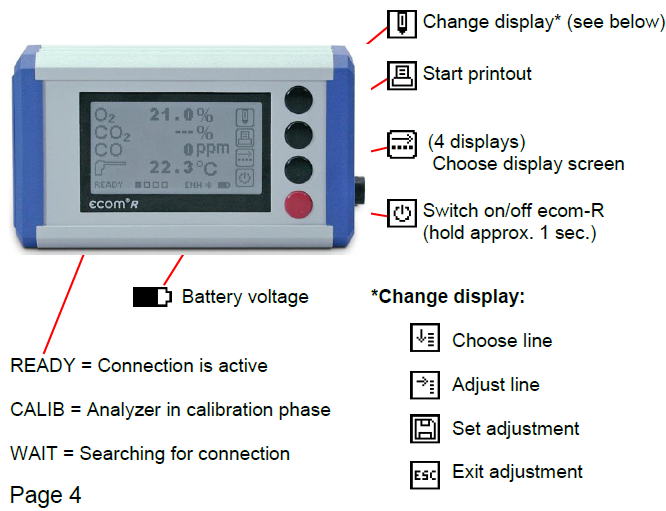 Change display* (see below)
Start printout
(4 displays)
Choose display screen
Switch on/off ecom-R
(hold approx. 1 sec.)
O2 21.0%
CO2 ---%
CO 0ppm
22.3°C
READY ENH
ecom®R
Battery voltage
*Change display:
Choose line
Adjust line
Set adjustment
ESC Exit adjustment
READY = Connection is active
CALIB = Analyzer in calibration phase
WAIT = Searching for connection
Page 4